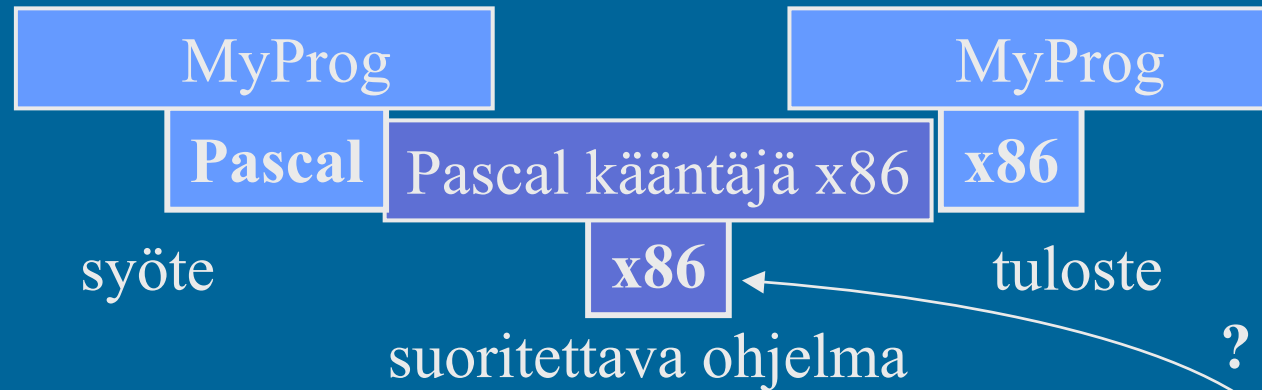 MyProg
MyProg
Pascal
Pascal kääntäjä x86
x86
syöte
x86
tuloste
suoritettava ohjelma
?